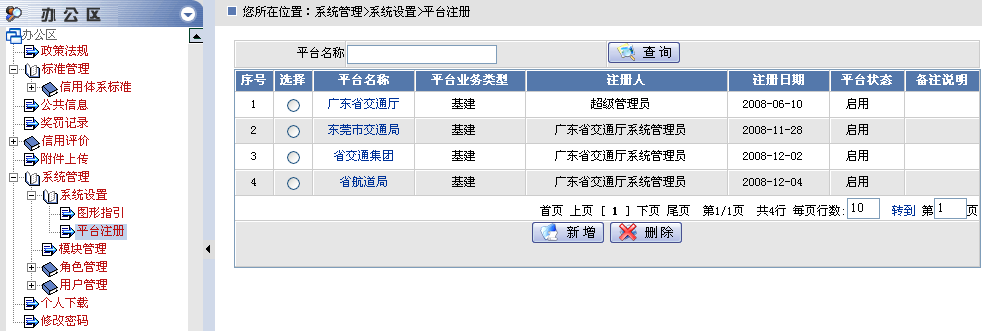 办公区
办公区
政策法规
标准管理
信用体系标准
公共信息
奖罚记录
信用评价
附件上传
系统管理
系统设置
图形指引
平台注册
模块管理
角色管理
用户管理
个人下载
修改密码
您所在位置：系统管理>系统设置>平台注册
平台名称 查 询
序号 选择 平台名称 平台业务类型 注册人 注册日期 平台状态 备注说明
1 广东省交通厅 基建 超级管理员 2008-06-10 启用
2 东莞市交通局 基建 广东省交通厅系统管理员 2008-11-28 启用
3 省交通集团 基建 广东省交通厅系统管理员 2008-12-02 启用
4 省航道局 基建 广东省交通厅系统管理员 2008-12-04 启用
首页 上页 [ 1 ] 下页 尾页 第1/1页 共4行 每页行数: 10 转到 第 1 页
新 增 删 除